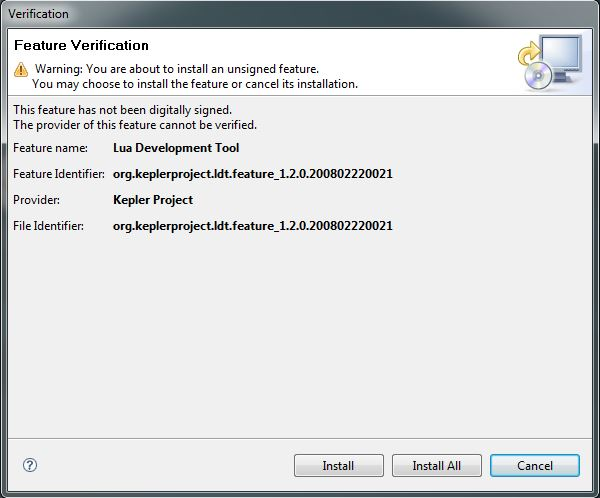 Verification
Feature Verification
Warning: You are about to install an unsigned feature.
You may choose to install the feature or cancel its installation.
This feature has not been digitally signed.
The provider of this feature cannot be verified.
Feature name: Lua Development Tool
Feature Identifier: org.keplerproject.ldt.feature_1.2.0.200802220021
Provider: Kepler Project
File Identifier: org.keplerproject.ldt.feature_1.2.0.200802220021
? Install Install All Cancel